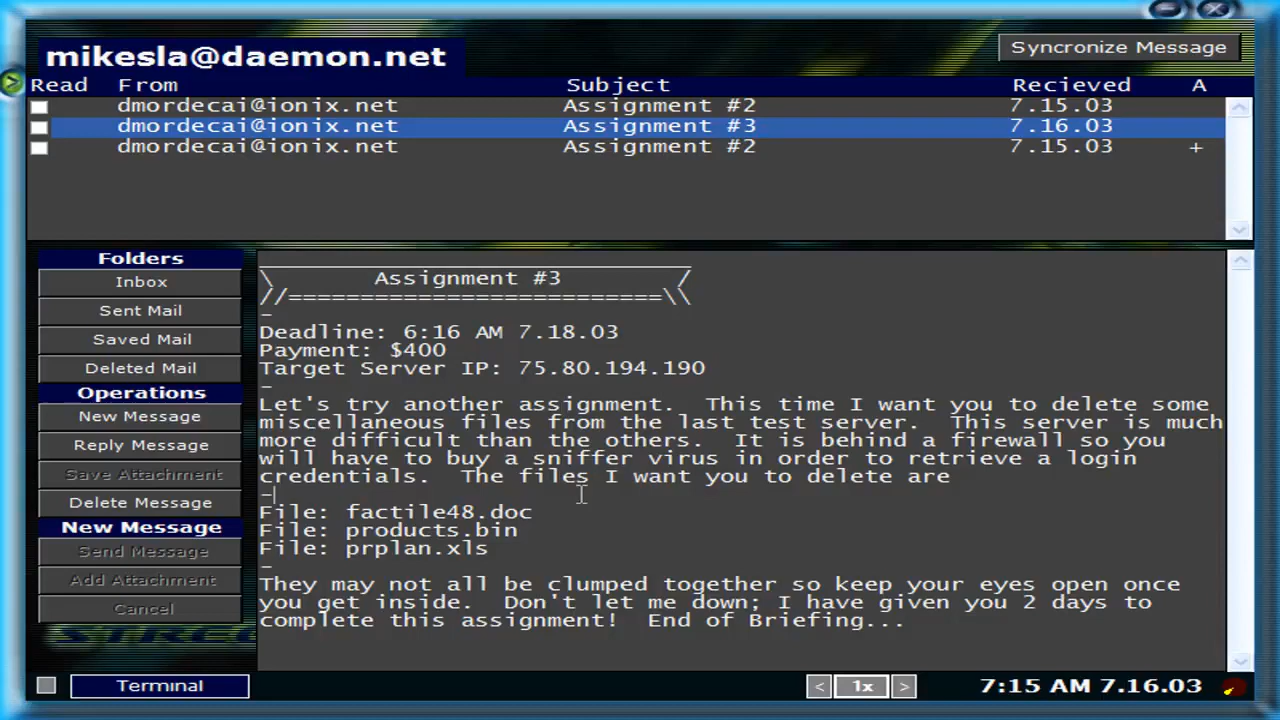 mikesla@daemon.net
Syncronize Message
Read From Subject Recieved A
dmordecai@ionix.net Assignment #2 7.15.03
dmordecai@ionix.net Assignment #3 7.16.03
dmordecai@ionix.net Assignment #2 7.15.03 +
Folders
Inbox
Sent Mail
Saved Mail
Deleted Mail
Operations
New Message
Reply Message
Save Attachment
Delete Message
New Message
Send Message
Add Attachment
Cancel
\ Assignment #3 /
//==========================\\
-
Deadline: 6:16 AM 7.18.03
Payment: $400
Target Server IP: 75.80.194.190
-
Let's try another assignment. This time I want you to delete some
miscellaneous files from the last test server. This server is much
more difficult than the others. It is behind a firewall so you
will have to buy a sniffer virus in order to retrieve a login
credentials. The files I want you to delete are
-
File: factile48.doc
File: products.bin
File: prplan.xls
-
They may not all be clumped together so keep your eyes open once
you get inside. Don't let me down; I have given you 2 days to
complete this assignment! End of Briefing...
Terminal
< 1x >
7:15 AM 7.16.03